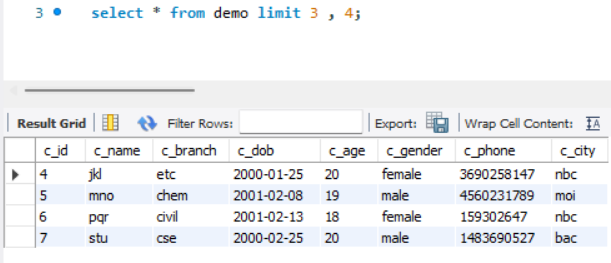 3 select * from demo limit 3 , 4;
Result Grid Filter Rows: Export: Wrap Cell Content: IA
c_id c_name c_branch c_dob c_age c_gender c_phone c_city
4 jkl etc 2000-01-25 20 female 3690258147 nbc
5 mno chem 2001-02-08 19 male 4560231789 moi
6 pqr civil 2001-02-13 18 female 159302647 nbc
7 stu cse 2000-02-25 20 male 1483690527 bac